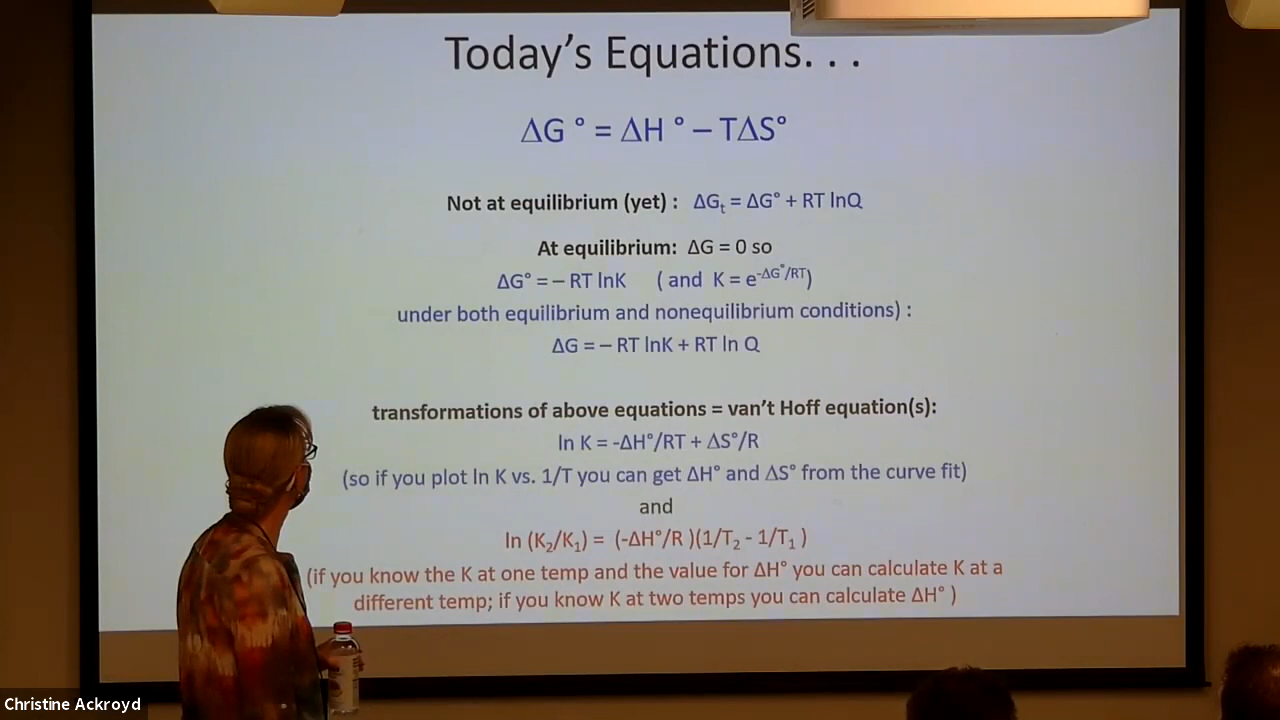 Today's Equations. . .
ΔG ° = ΔH ° – TΔS°
Not at equilibrium (yet) : ΔGₜ = ΔG° + RT lnQ
At equilibrium: ΔG = 0 so
ΔG° = – RT lnK ( and K = e^-ΔG°/RT)
under both equilibrium and nonequilibrium conditions) :
ΔG = – RT lnK + RT ln Q
transformations of above equations = van't Hoff equation(s):
ln K = -ΔH°/RT + ΔS°/R
(so if you plot ln K vs. 1/T you can get ΔH° and ΔS° from the curve fit)
and
ln (K₂/K₁) = (-ΔH°/R )(1/T₂ - 1/T₁ )
(if you know the K at one temp and the value for ΔH° you can calculate K at a
different temp; if you know K at two temps you can calculate ΔH° )
Christine Ackroyd